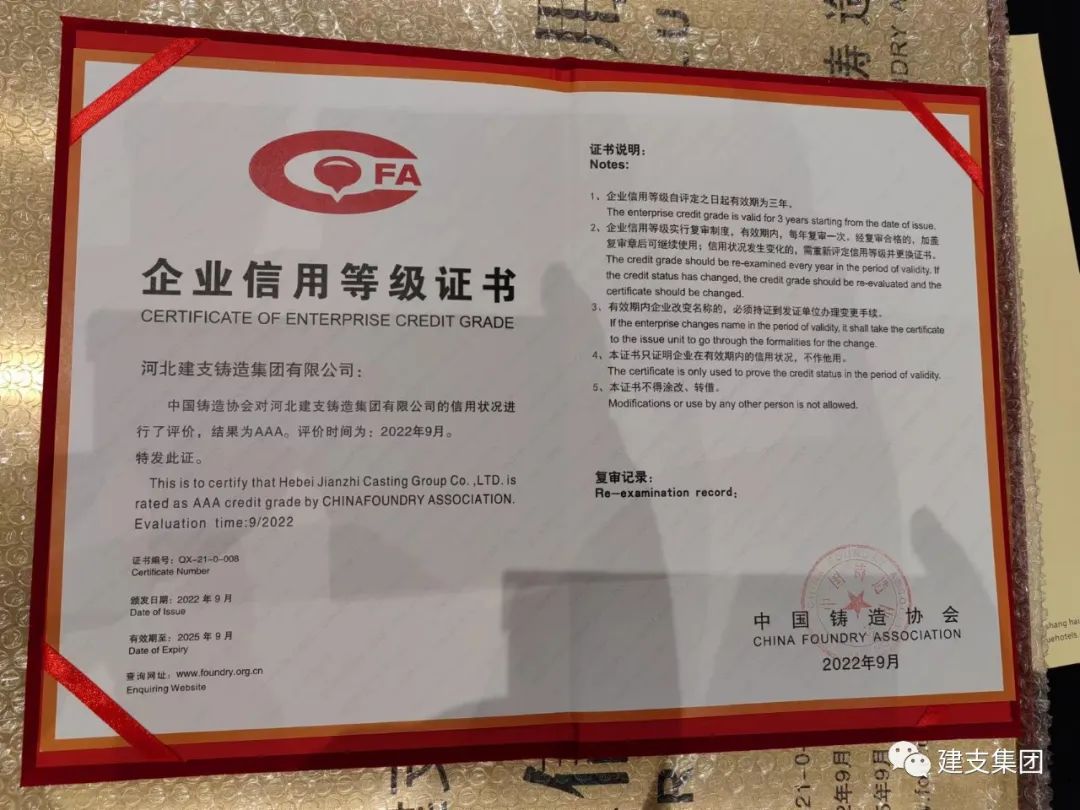 CFA
企业信用等级证书
CERTIFICATE OF ENTERPRISE CREDIT GRADE
河北建支铸造集团有限公司：
中国铸造协会对河北建支铸造集团有限公司的信用状况进
行了评价，结果为AAA。评价时间为：2022年9月。
特发此证。
This is to certify that Hebei Jianzhi Casting Group Co. ,LTD. is
rated as AAA credit grade by CHINAFOUNDRY ASSOCIATION.
Evaluation time:9/2022
证书编号：QX-21-0-008
Certificate Number
颁发日期：2022 年 9 月
Date of Issue
有效期至：2025 年 9 月
Date of Expiry
查询网址：www.foundry.org.cn
Enquiring Website
证书说明：
Notes:
1、企业信用等级自评定之日起有效期为三年。
The enterprise credit grade is valid for 3 years starting from the date of issue.
2、企业信用等级实行复审制度，有效期内，每年复审一次。经复审合格的，加盖
复审章后可继续使用；信用状况发生变化的，需重新评定信用等级并更换证书。
The credit grade should be re-examined every year in the period of validity. If
the credit status has changed, the credit grade should be re-evaluated and the
certificate should be changed.
3、有效期内企业改变名称的，必须持证到发证单位办理变更手续。
If the enterprise changes name in the period of validity, it shall take the certificate
to the issue unit to go through the formalities for the change.
4、本证书只证明企业在有效期内的信用状况，不作他用。
The certificate is only used to prove the credit status in the period of validity.
5、本证书不得涂改、转借。
Modifications or use by any other person is not allowed.
复审记录：
Re-examination record:
中国铸造协会
CHINA FOUNDRY ASSOCIATION
2022年9月
建支集团